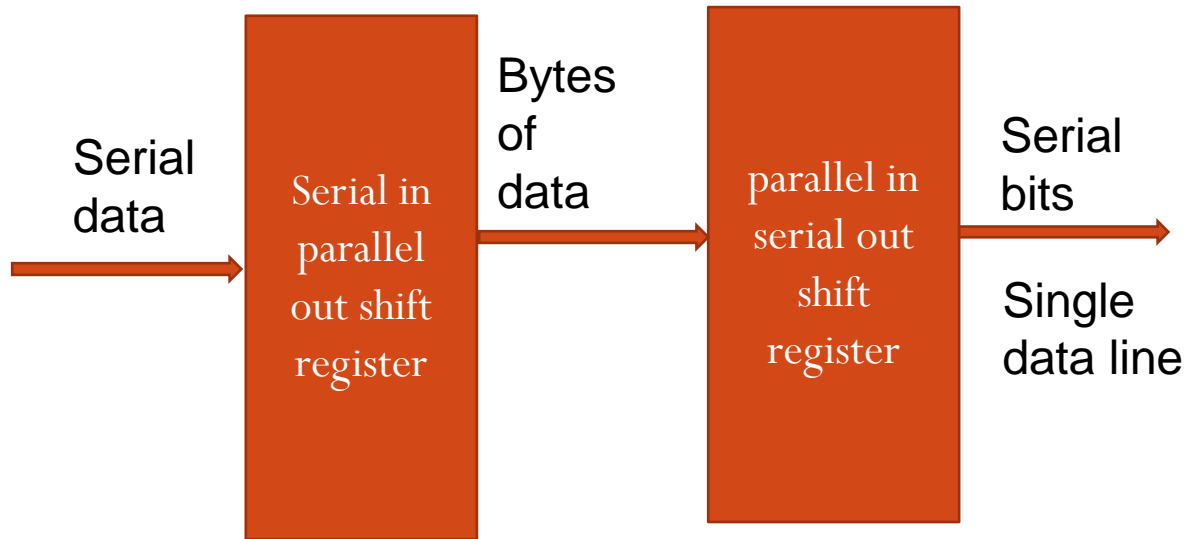 Serial
data
Serial in
parallel
out shift
register
Bytes
of
data
parallel in
serial out
shift
register
Serial
bits
Single
data line